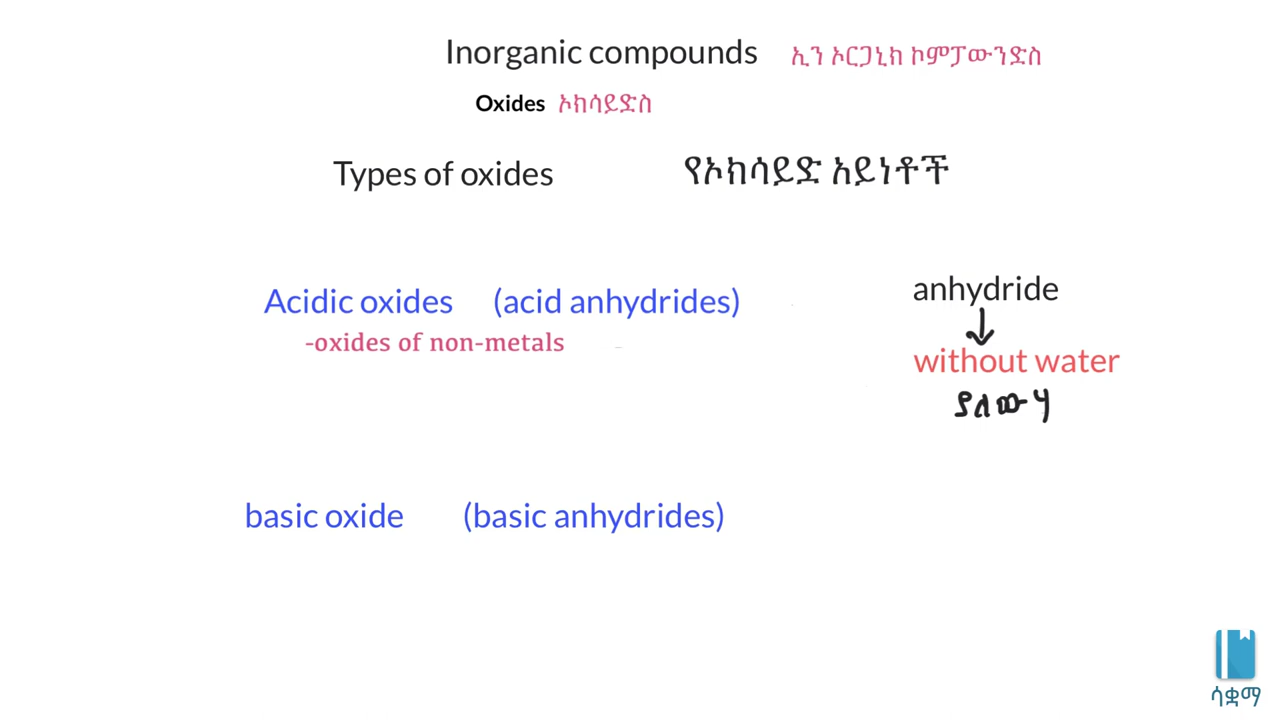 Inorganic compounds ኢን ኦርጋኒክ ኮምፓውንድስ
Oxides ኦክሳይድስ
Types of oxides የኦክሳይድ አይነቶች
Acidic oxides (acid anhydrides)
-oxides of non-metals
anhydride
without water
ያለውሃ
basic oxide (basic anhydrides)
ሳቋማ